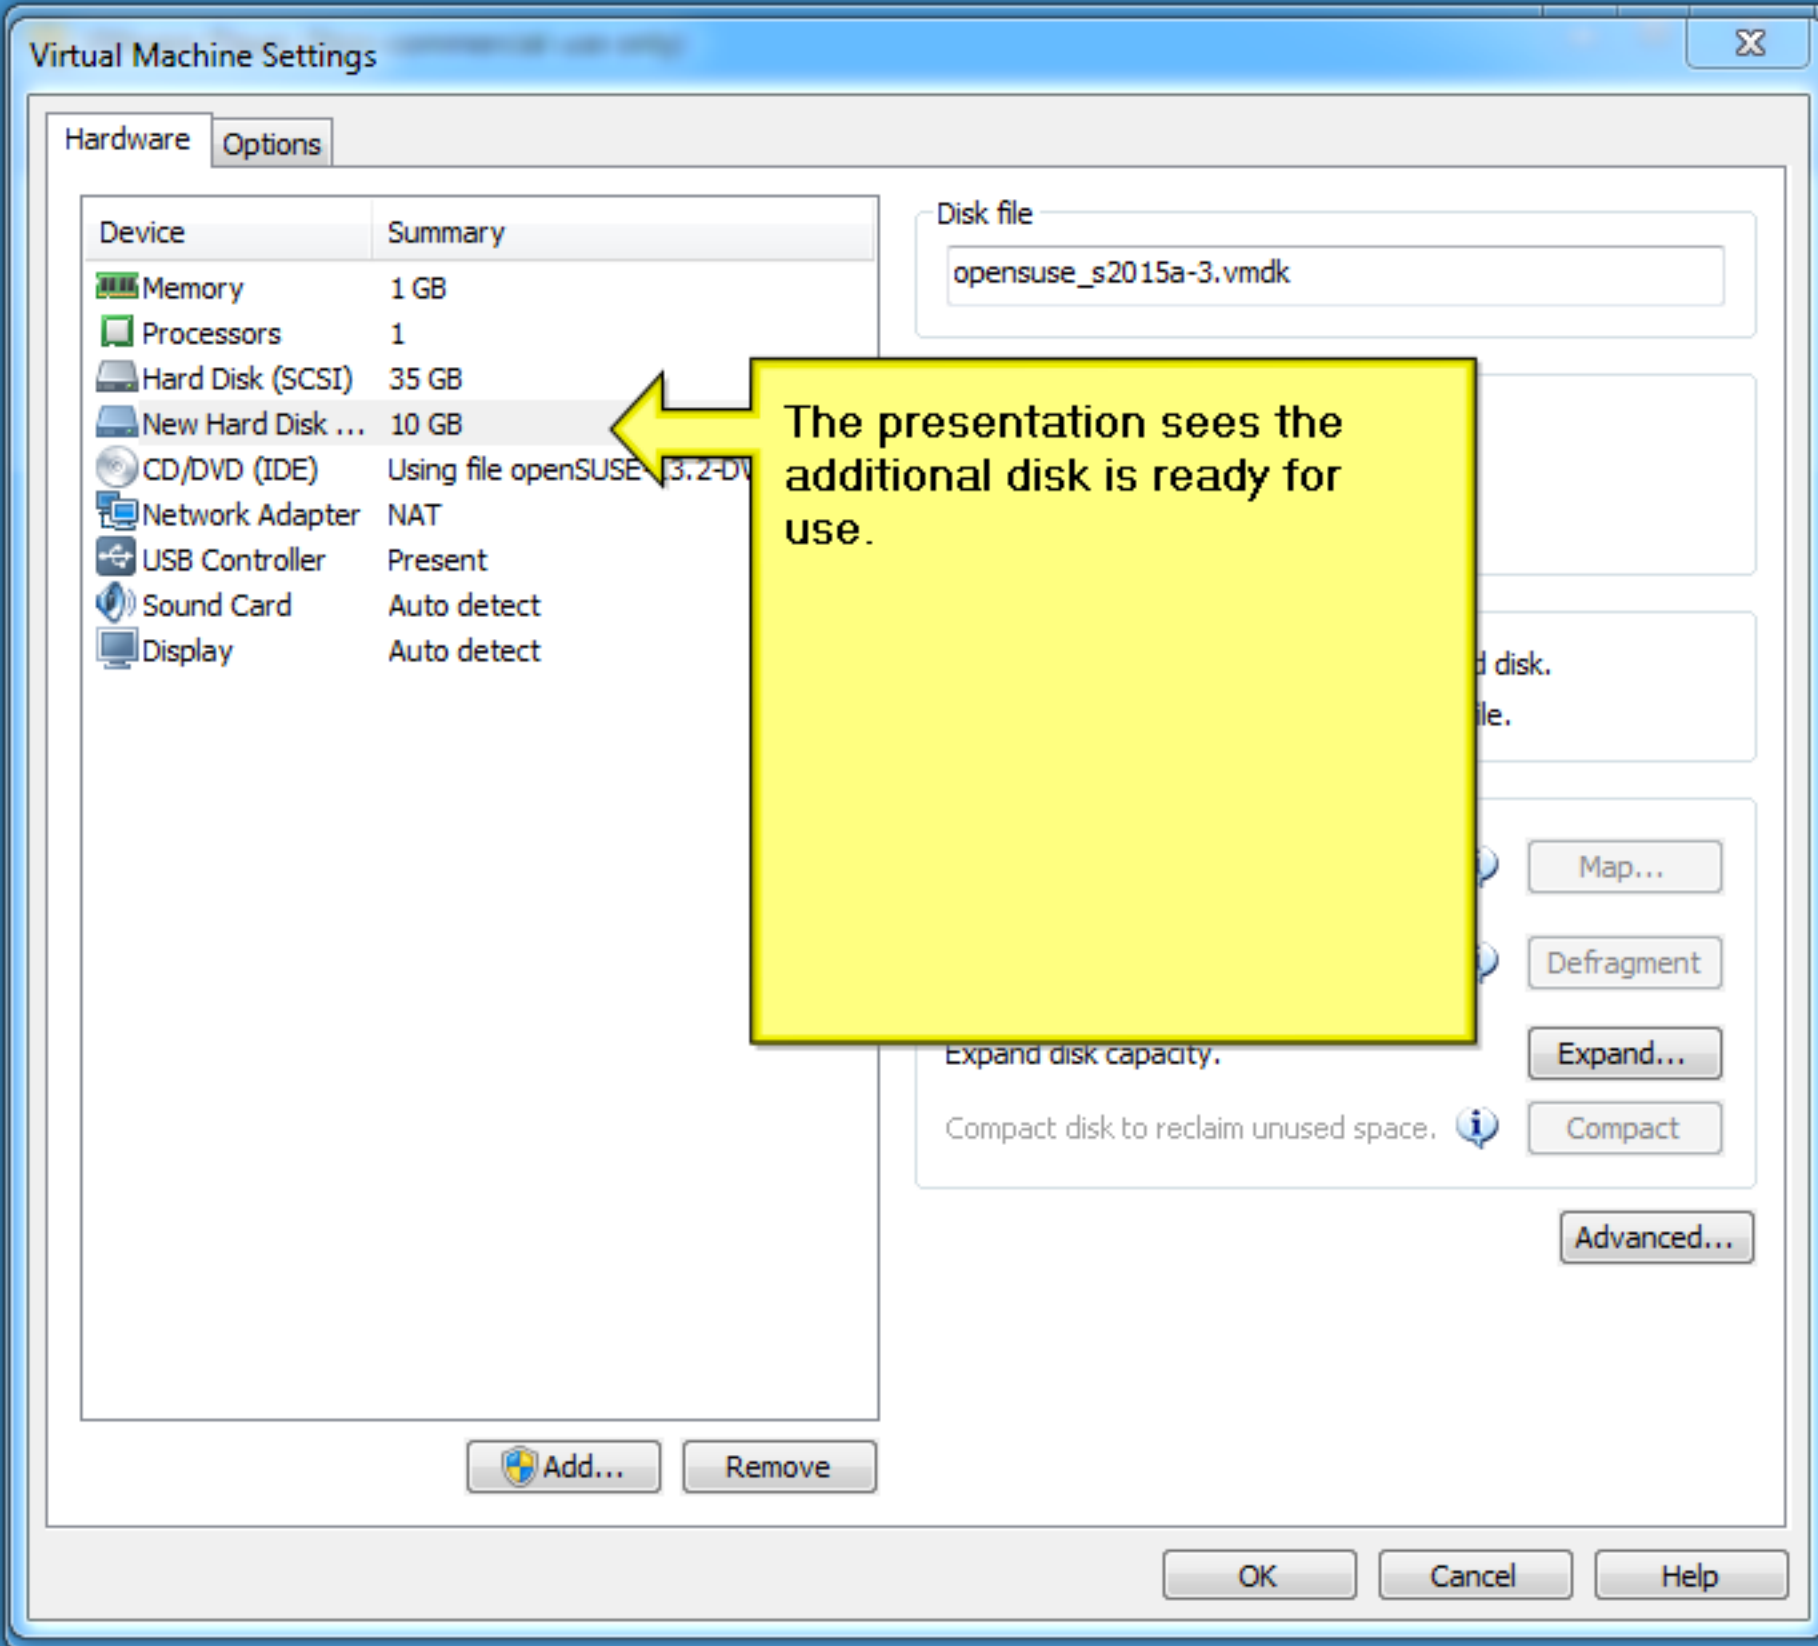 Virtual Machine Settings
Hardware
Options
Device Summary
Memory 1 GB
Processors 1
Hard Disk (SCSI) 35 GB
New Hard Disk ... 10 GB
CD/DVD (IDE) Using file openSUSE- 3.2-DV
Network Adapter NAT
USB Controller Present
Sound Card Auto detect
Display Auto detect
Add...
Remove
Disk file
opensuse_s2015a-3.vmdk
The presentation sees the
additional disk is ready for
use.
disk.
Map...
Defragment
Expand disk capacity.
Expand...
Compact disk to reclaim unused space.
Compact
Advanced...
OK
Cancel
Help